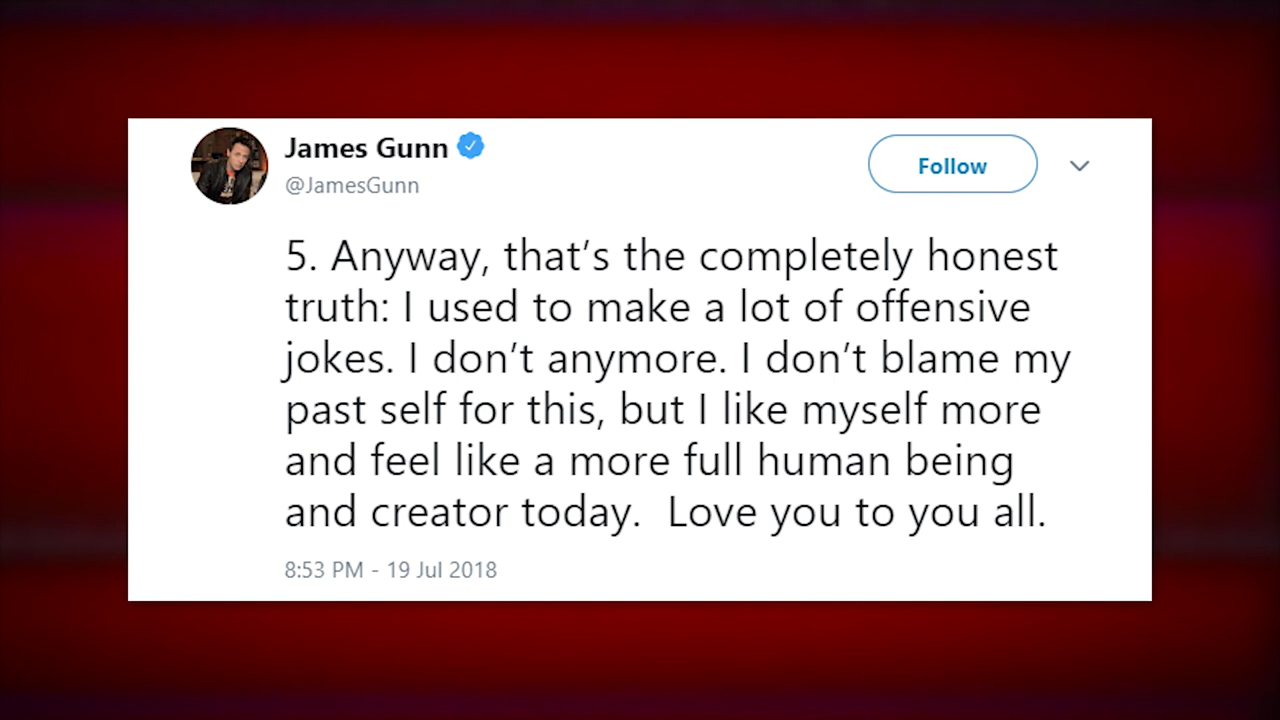 James Gunn
@JamesGunn
Follow
5. Anyway, that's the completely honest
truth: I used to make a lot of offensive
jokes. I don't anymore. I don't blame my
past self for this, but I like myself more
and feel like a more full human being
and creator today.  Love you to you all.
8:53 PM - 19 Jul 2018